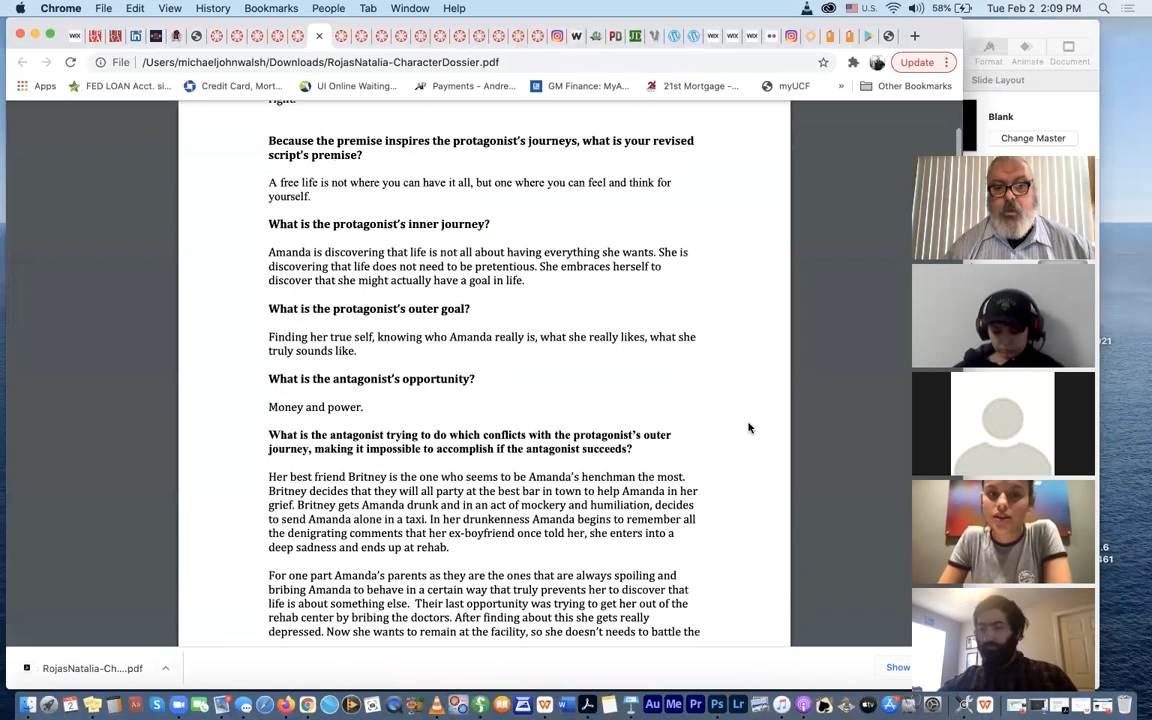 Chrome File Edit View History Bookmarks People Tab Window Help U.S. 58% Tue Feb 2 2:09 PM
File /Users/michaeljohnwalsh/Downloads/RojasNatalia-CharacterDossier.pdf Update
Apps FED LOAN Acct. si... Credit Card, Mort... UI Online Waiting... Payments - Andre... GM Finance: MyA... 21st Mortgage -... myUCF » Other Bookmarks
Format Animate Document
Slide Layout
Blank
Change Master
right.
Because the premise inspires the protagonist's journeys, what is your revised
script's premise?
A free life is not where you can have it all, but one where you can feel and think for
yourself.
What is the protagonist's inner journey?
Amanda is discovering that life is not all about having everything she wants. She is
discovering that life does not need to be pretentious. She embraces herself to
discover that she might actually have a goal in life.
What is the protagonist's outer goal?
Finding her true self, knowing who Amanda really is, what she really likes, what she
truly sounds like.
What is the antagonist's opportunity?
Money and power.
What is the antagonist trying to do which conflicts with the protagonist's outer
journey, making it impossible to accomplish if the antagonist succeeds?
Her best friend Britney is the one who seems to be Amanda's henchman the most.
Britney decides that they will all party at the best bar in town to help Amanda in her
grief. Britney gets Amanda drunk and in an act of mockery and humiliation, decides
to send Amanda alone in a taxi. In her drunkenness Amanda begins to remember all
the denigrating comments that her ex-boyfriend once told her, she enters into a
deep sadness and ends up at rehab.
For one part Amanda's parents as they are the ones that are always spoiling and
bribing Amanda to behave in a certain way that truly prevents her to discover that
life is about something else. Their last opportunity was trying to get her out of the
rehab center by bribing the doctors. After finding about this she gets really
depressed. Now she wants to remain at the facility, so she doesn't needs to battle the
RojasNatalia-Ch....pdf
Show